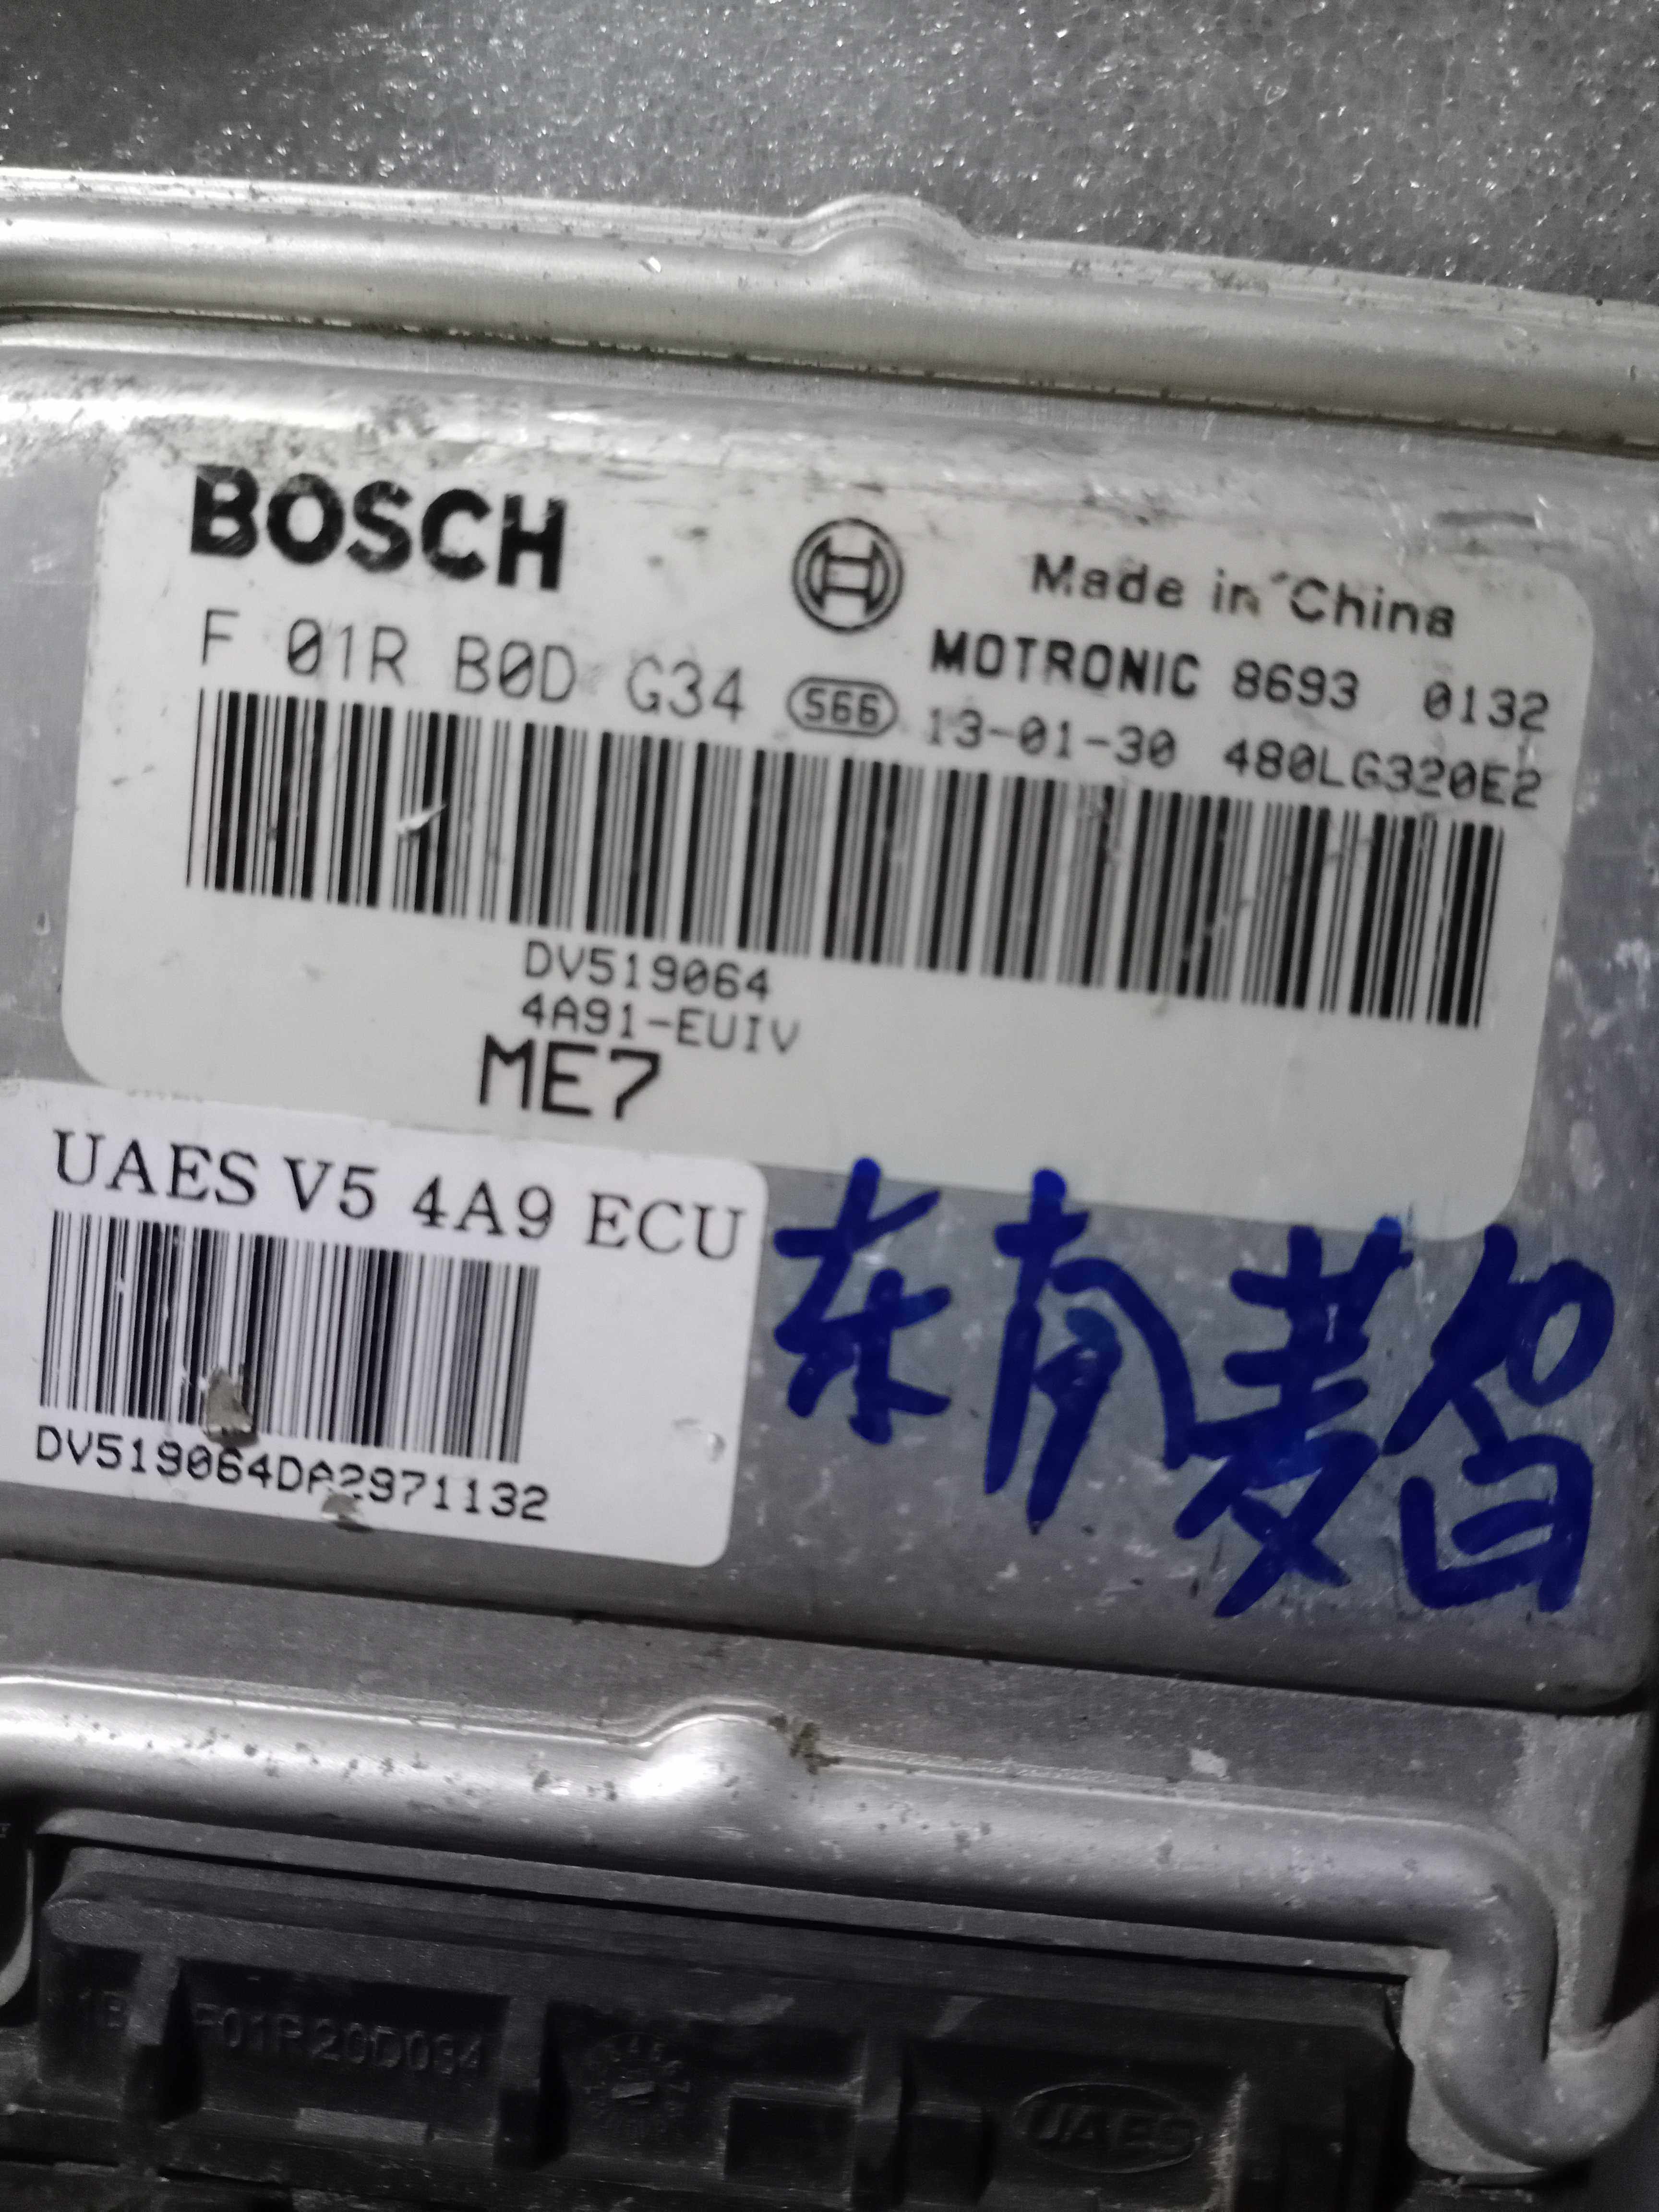 BOSCH
Made in China
F 01R B0D G34
MOTRONIC 8693 0132
S66 13-01-30 480LG320E2
DV519064
4A91-EUIV
ME7
UAES V5 4A9 ECU
东南菱智
DV519064DA2971132
F01R20D034
UAES